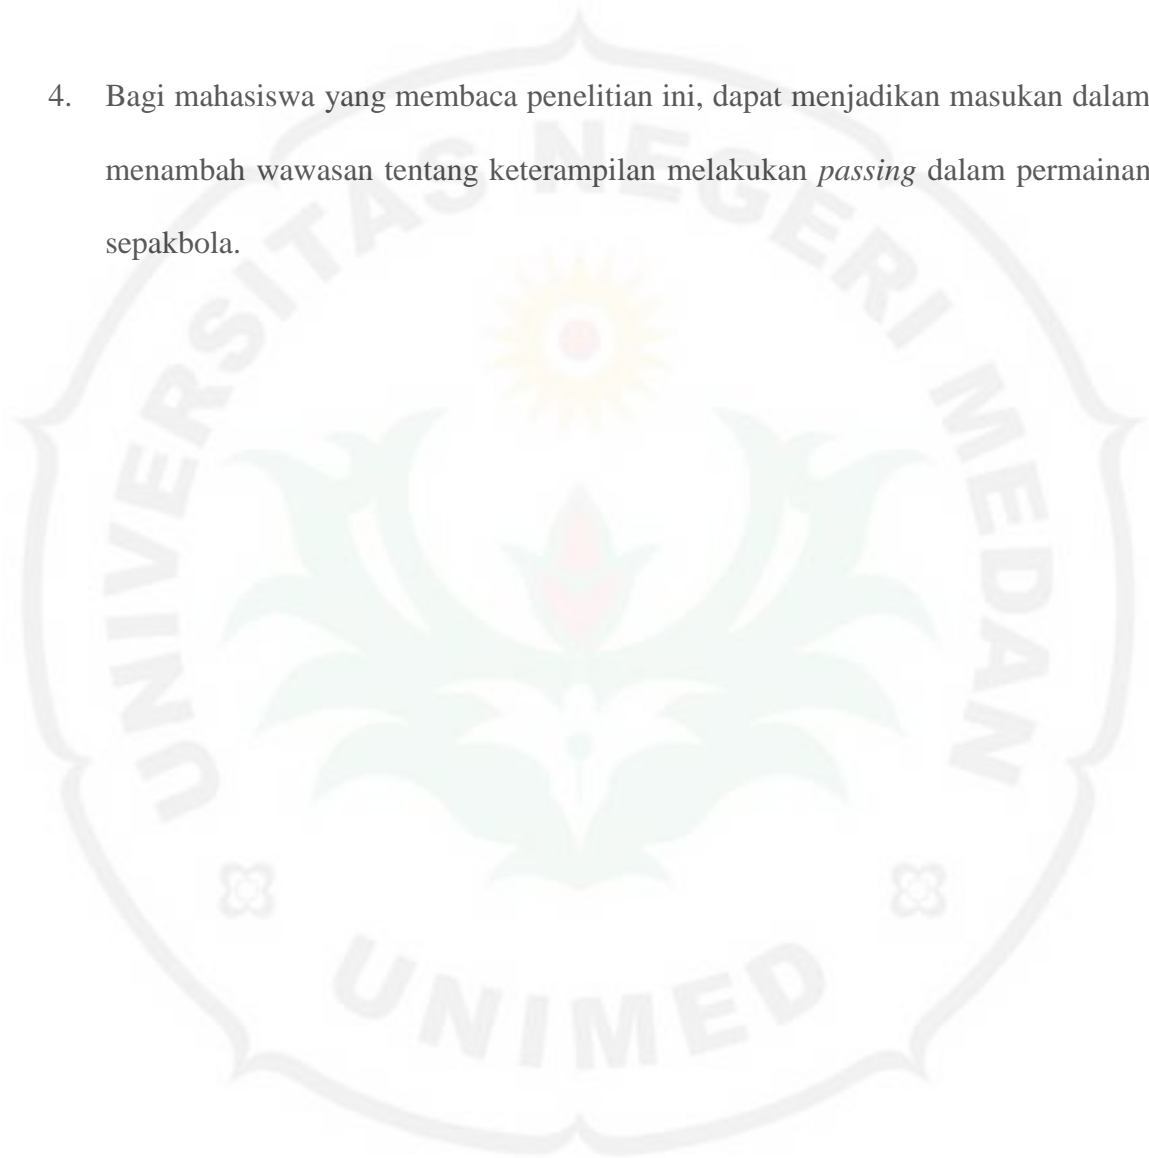 4. Bagi mahasiswa yang membaca penelitian ini, dapat menjadikan masukan dalam
menambah wawasan tentang keterampilan melakukan passing dalam permainan
sepakbola.
UNIVERSITAS NEGERI MEDAN
UNIMED